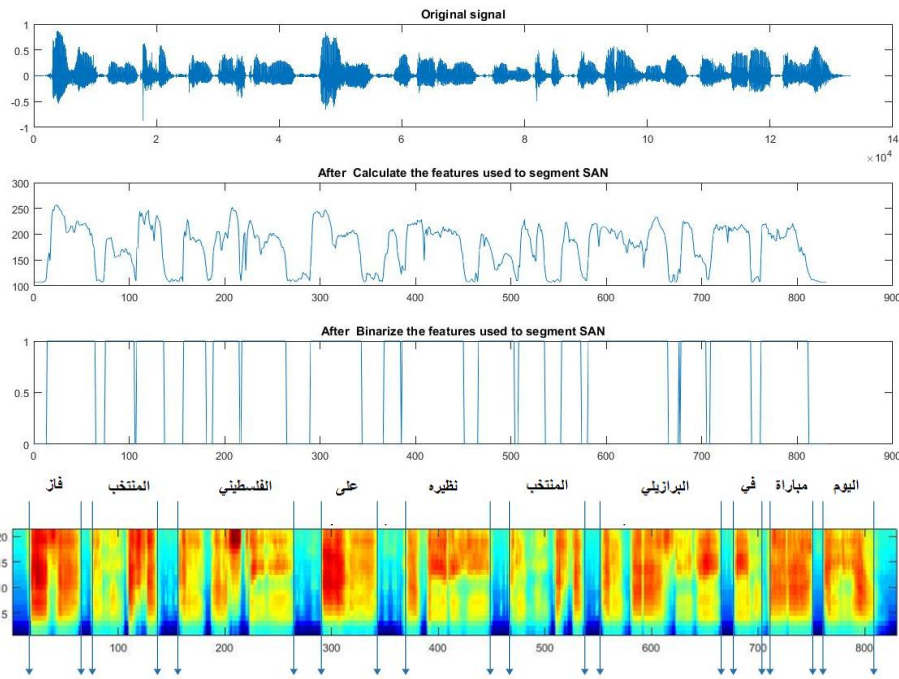 Original signal
1
0.5
0
-0.5
-1
0 2 4 6 8 10 12 14
× 10^4
After Calculate the features used to segment SAN
300
250
200
150
100
0 100 200 300 400 500 600 700 800 900
After Binarize the features used to segment SAN
1
0.5
0
0 100 200 300 400 500 600 700 800 900
فاز المنتخب الفلسطيني على نظيره المنتخب البرازيلي في مباراة اليوم
20
15
10
5
100 200 300 400 500 600 700 800